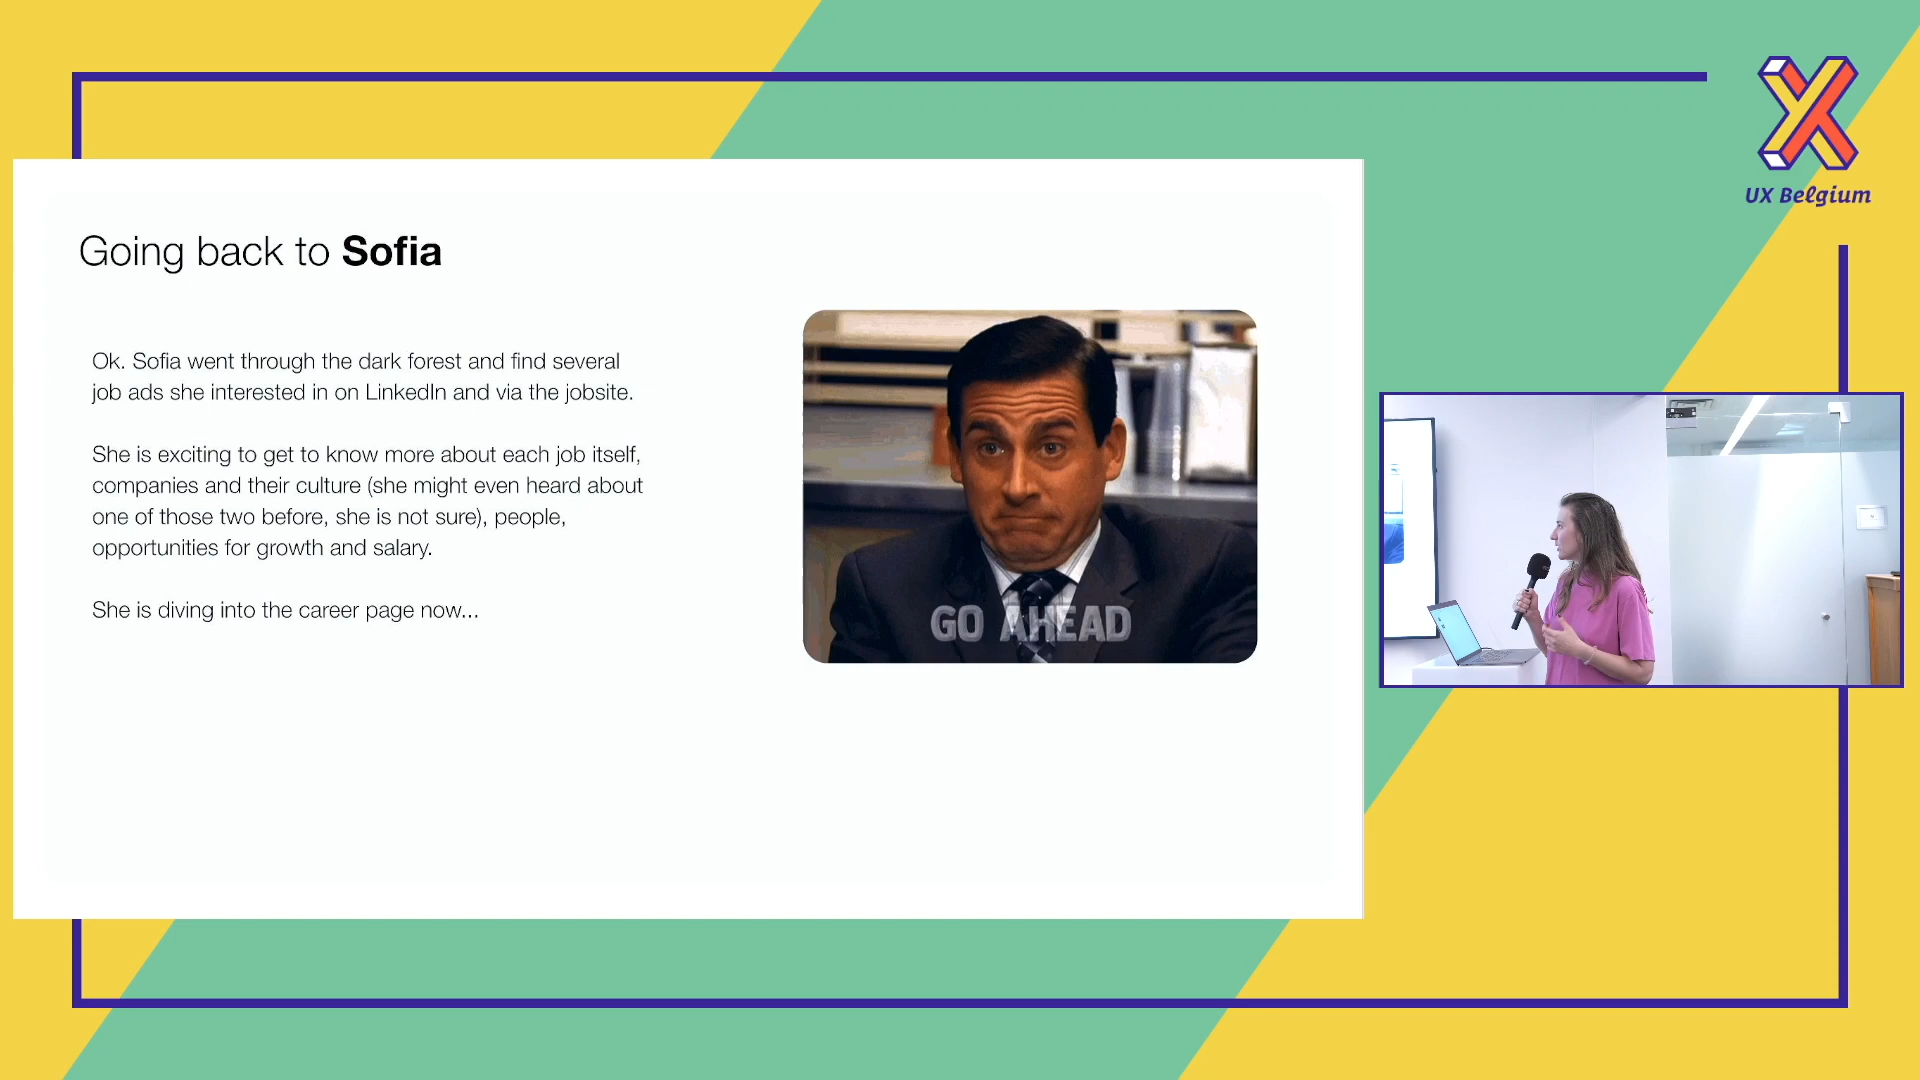 UX Belgium
Going back to Sofia
Ok. Sofia went through the dark forest and find several
job ads she interested in on LinkedIn and via the jobsite.
She is exciting to get to know more about each job itself,
companies and their culture (she might even heard about
one of those two before, she is not sure), people,
opportunities for growth and salary.
She is diving into the career page now...
GO AHEAD